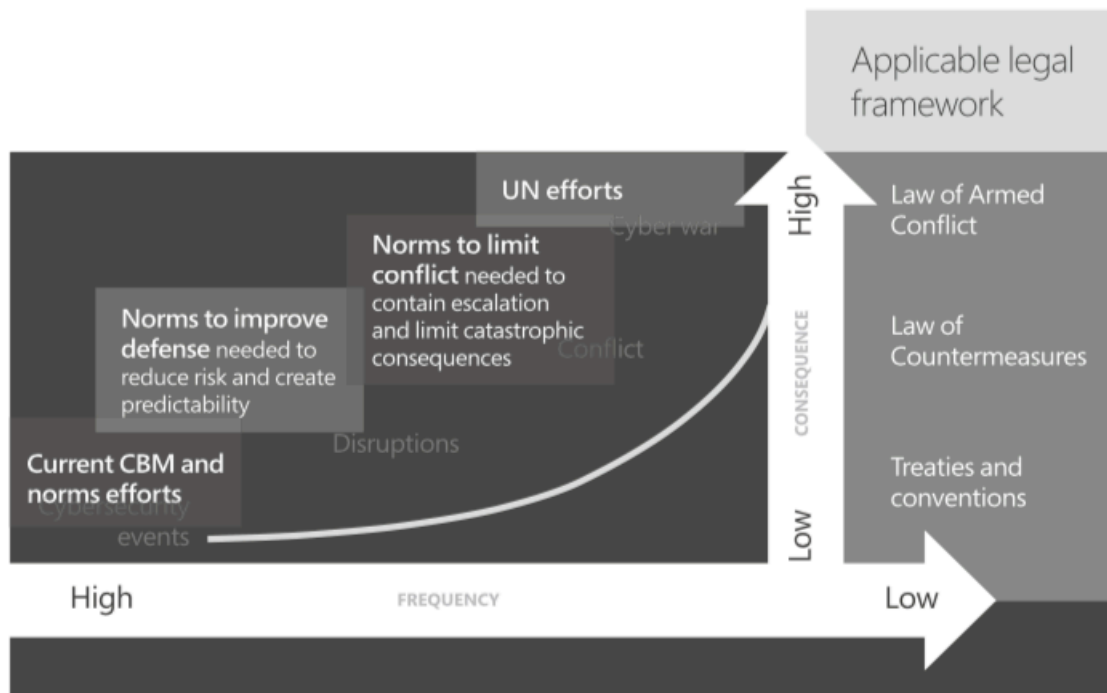 Applicable legal
framework
UN efforts
Cyber war
High
Law of Armed
Conflict
Norms to limit
conflict needed to
contain escalation
and limit catastrophic
consequences
Conflict
Norms to improve
defense needed to
reduce risk and create
predictability
CONSEQUENCE
Law of
Countermeasures
Disruptions
Current CBM and
norms efforts
Cybersecurity
events
Low
Treaties and
conventions
High
FREQUENCY
Low